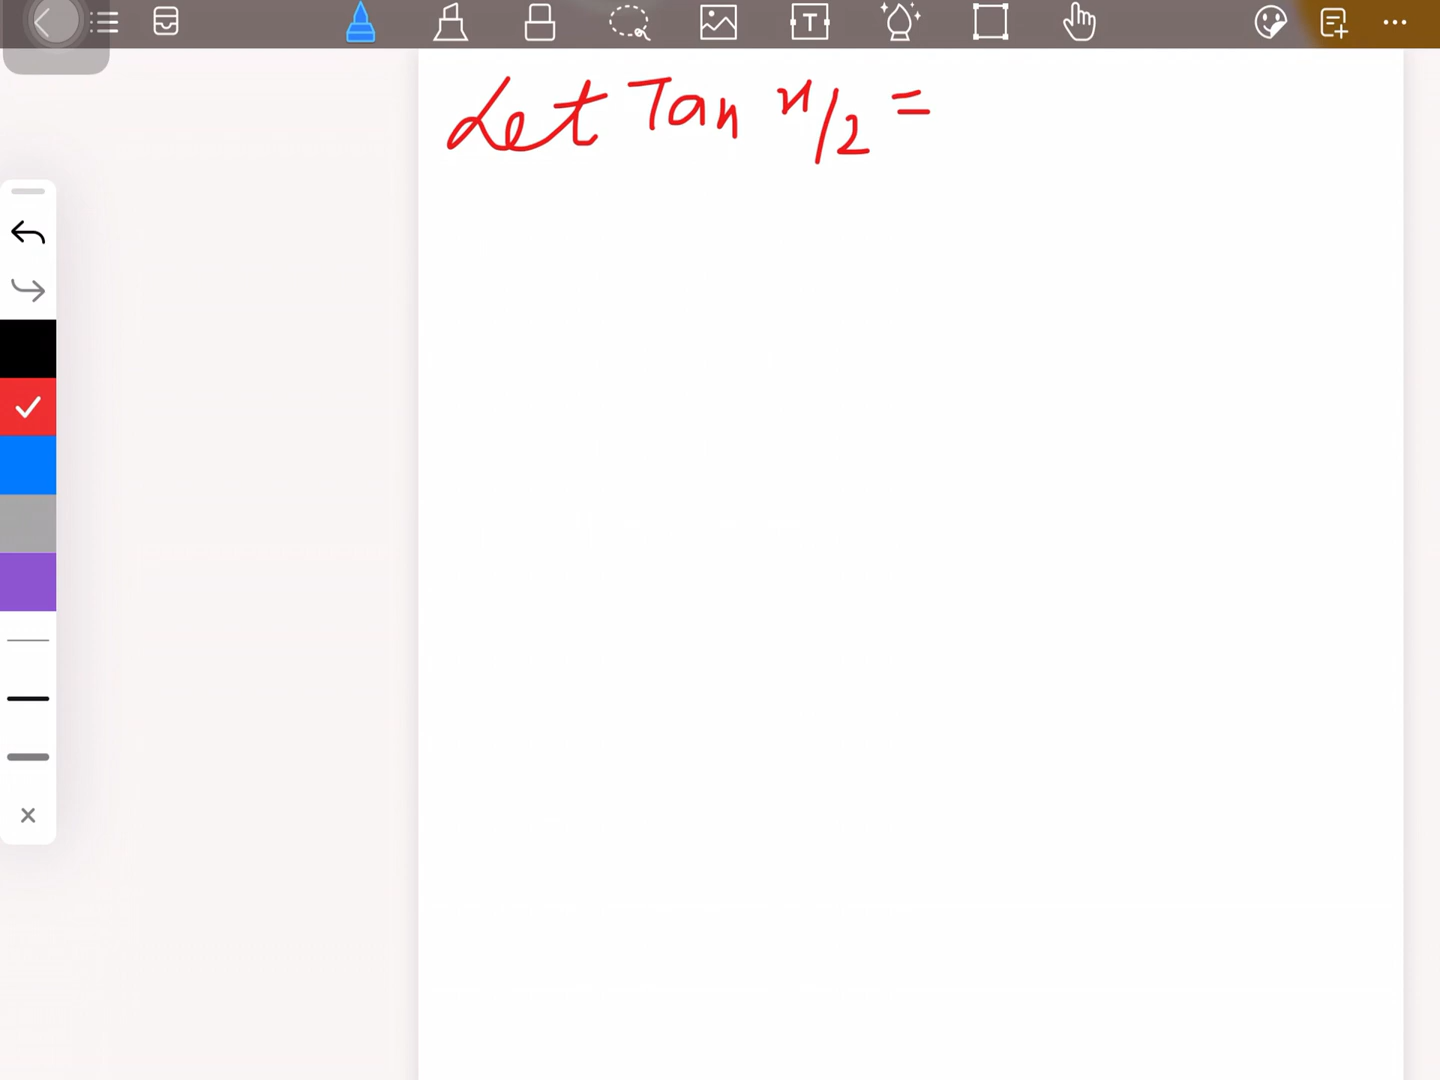 Let Tan x/2 =